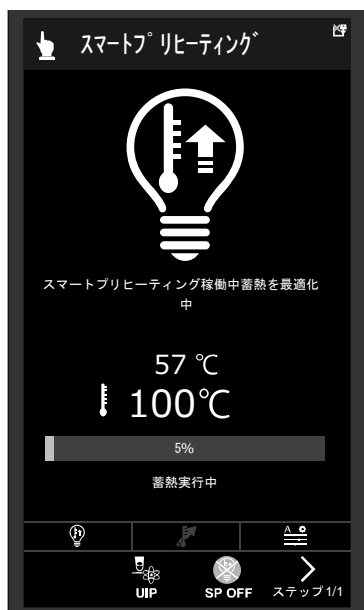 スマートプリヒーティング
スマートプリヒーティング稼働中蓄熱を最適化
中
57 ℃
100℃
5%
蓄熱実行中
A
UIP
SP OFF
ステップ1/1